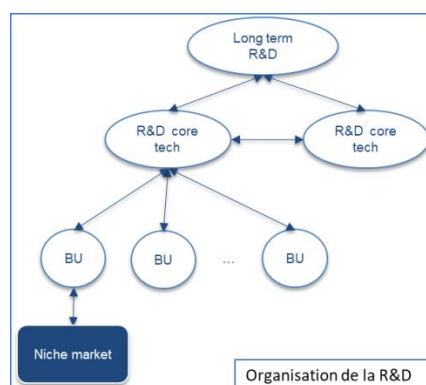 Long term
R&D
R&D core
tech
R&D core
tech
BU
BU
...
BU
Niche market
Organisation de la R&D